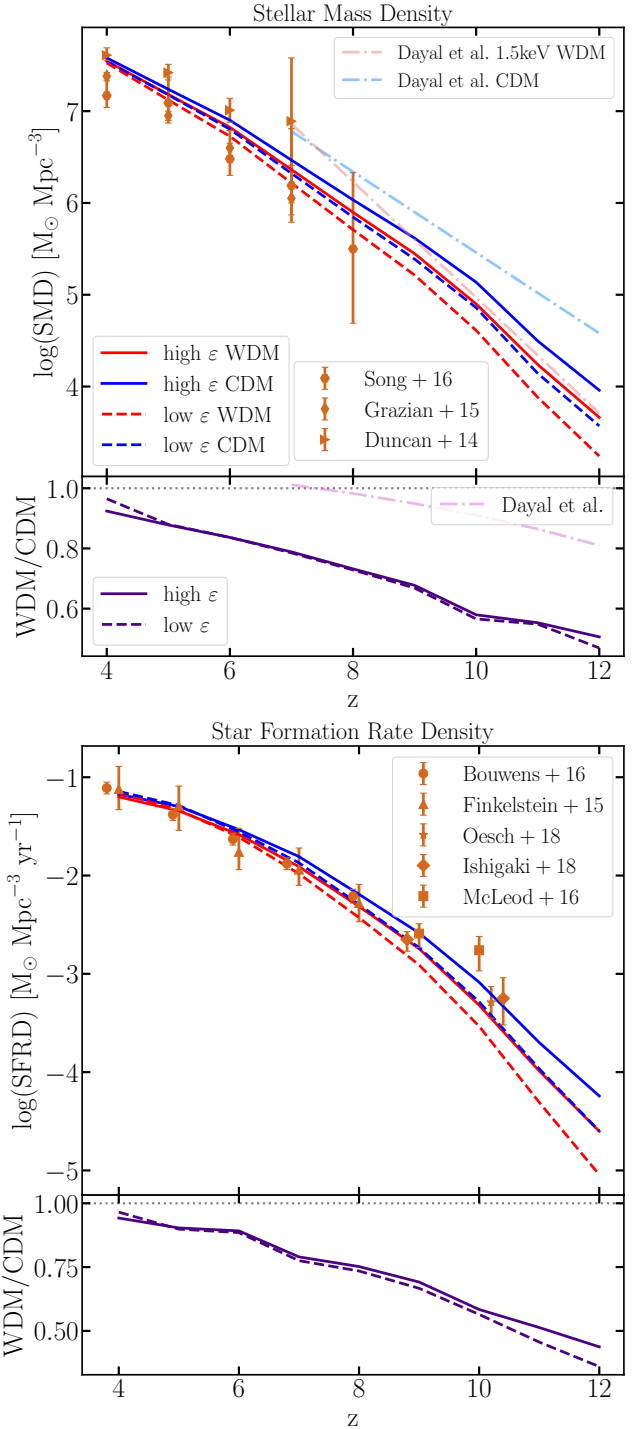 Stellar Mass Density
Dayal et al. 1.5keV WDM
Dayal et al. CDM
7
6
5
4
log(SMD) [M⊙ Mpc⁻³]
high ε WDM
high ε CDM
low ε WDM
low ε CDM
Song + 16
Grazian + 15
Duncan + 14
1.0
0.8
0.6
WDM/CDM
Dayal et al.
high ε
low ε
4 6 8 10 12
z
Star Formation Rate Density
−1
−2
−3
−4
−5
log(SFRD) [M⊙ Mpc⁻³ yr⁻¹]
Bouwens + 16
Finkelstein + 15
Oesch + 18
Ishigaki + 18
McLeod + 16
1.00
0.75
0.50
WDM/CDM
4 6 8 10 12
z